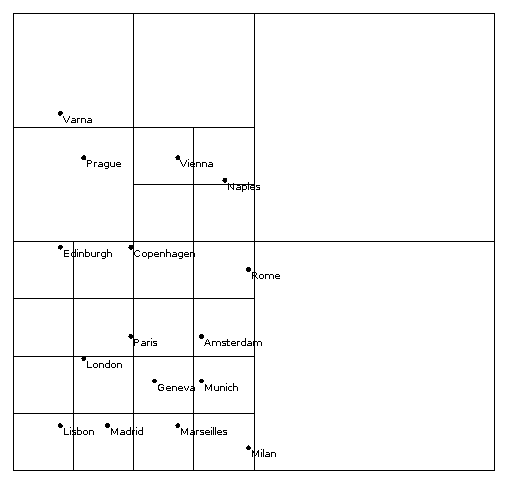 Varna
Prague
Vienna
Naples
Edinburgh
Copenhagen
Rome
Paris
Amsterdam
London
Geneva
Munich
Lisbon
Madrid
Marseilles
Milan